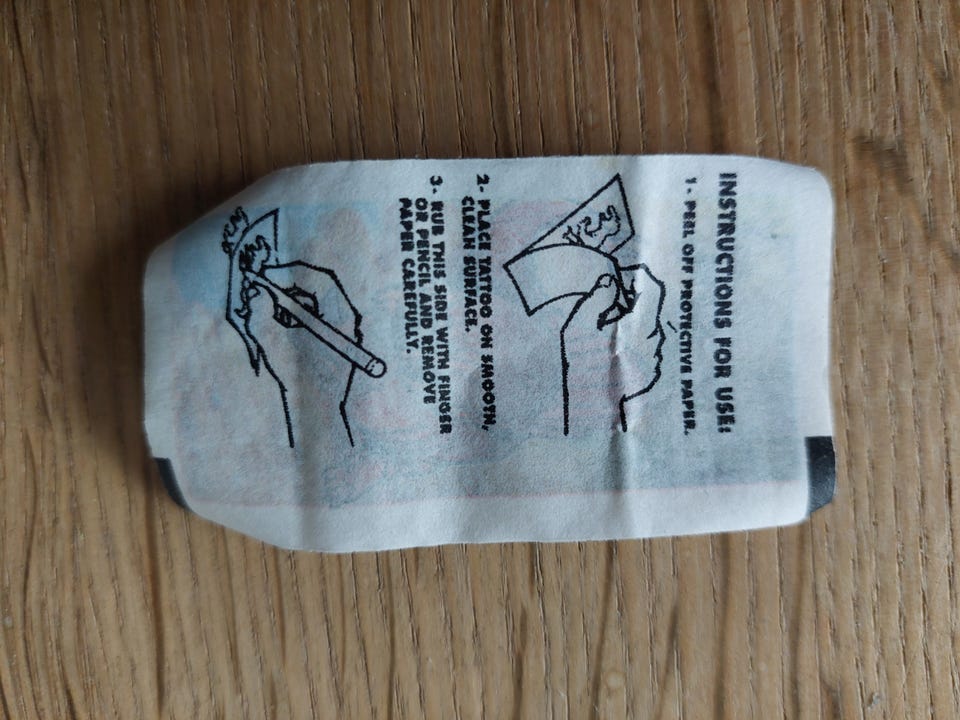 INSTRUCTIONS FOR USE:
1 - PEEL OFF PROTECTIVE PAPER.
2 - PLACE TATTOO ON SMOOTH,
CLEAN SURFACE.
3 - RUB THIS SIDE WITH FINGER
OR PENCIL AND REMOVE
PAPER CAREFULLY.